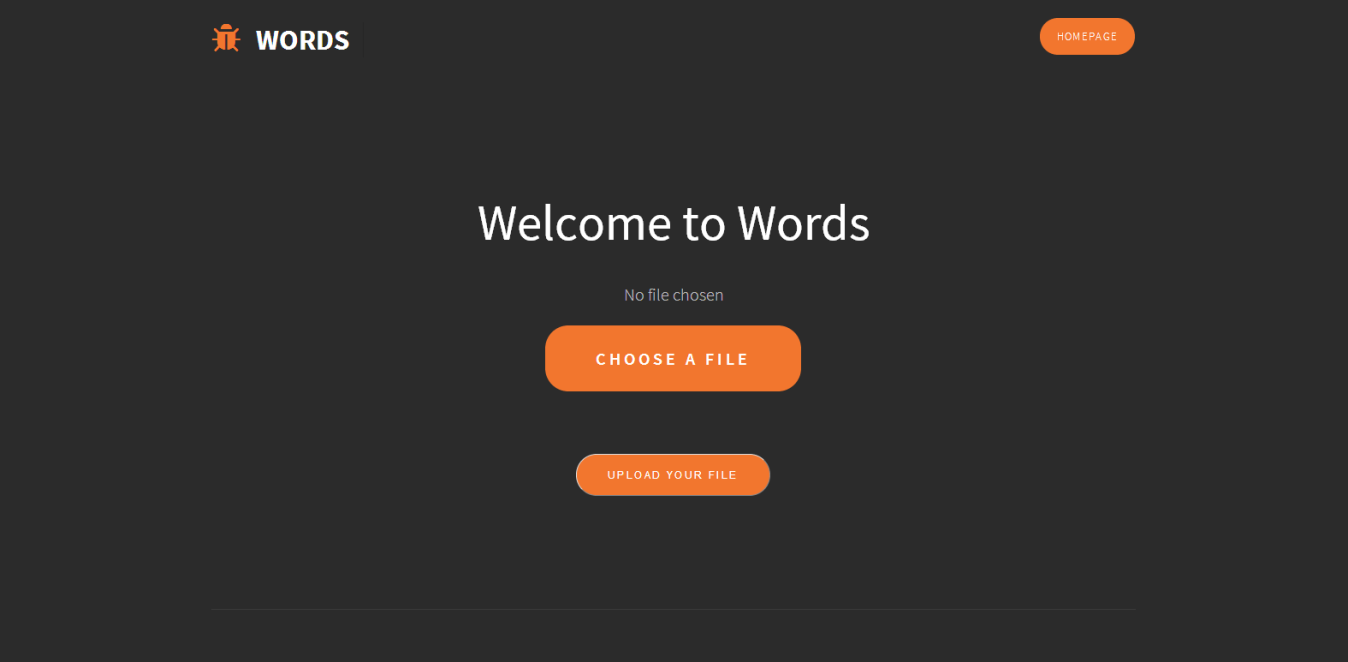 WORDS
HOMEPAGE
Welcome to Words
No file chosen
CHOOSE A FILE
UPLOAD YOUR FILE